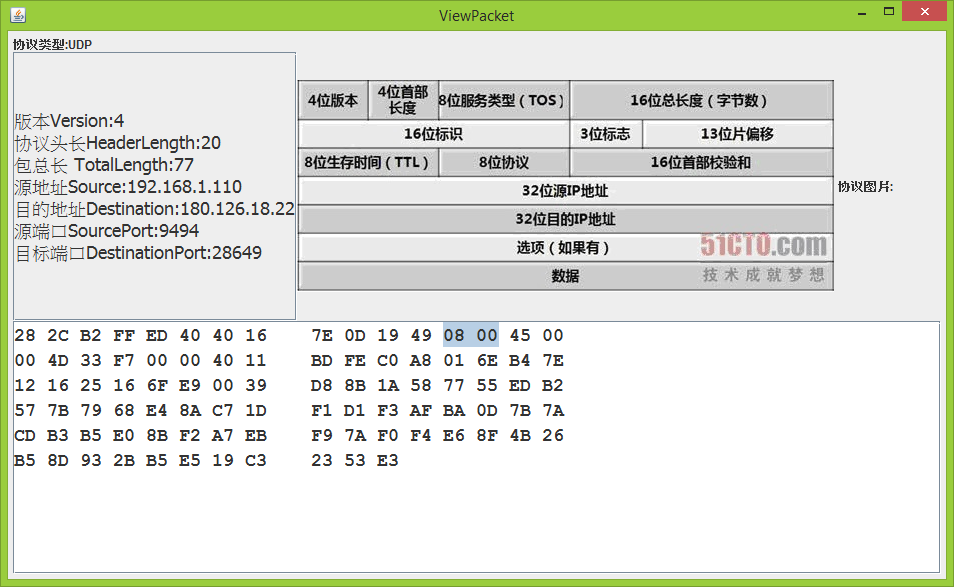 ViewPacket
协议类型:UDP
版本Version:4
协议头长HeaderLength:20
包总长 TotalLength:77
源地址Source:192.168.1.110
目的地址Destination:180.126.18.22
源端口SourcePort:9494
目标端口DestinationPort:28649
4位版本 4位首部长度 8位服务类型(TOS) 16位总长度(字节数)
16位标识 3位标志 13位片偏移
8位生存时间(TTL) 8位协议 16位首部校验和
32位源IP地址
32位目的IP地址
选项(如果有)
数据
51CTO.com
技术成就梦想
协议图片:
28 2C B2 FF ED 40 40 16 7E 0D 19 49 08 00 45 00
00 4D 33 F7 00 00 40 11 BD FE C0 A8 01 6E B4 7E
12 16 25 16 6F E9 00 39 D8 8B 1A 58 77 55 ED B2
57 7B 79 68 E4 8A C7 1D F1 D1 F3 AF BA 0D 7B 7A
CD B3 B5 E0 8B F2 A7 EB F9 7A F0 F4 E6 8F 4B 26
B5 8D 93 2B B5 E5 19 C3 23 53 E3